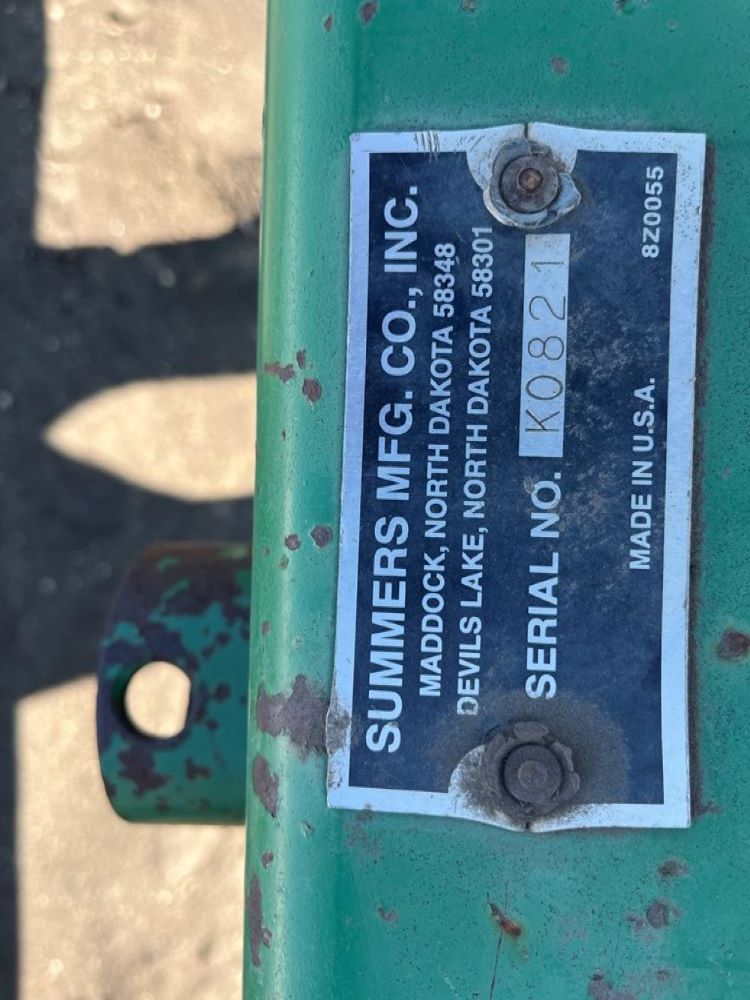 SUMMERS MFG. CO., INC.
MADDOCK, NORTH DAKOTA 58348
DEVILS LAKE, NORTH DAKOTA 58301
SERIAL NO. K0821
MADE IN U.S.A.
8Z0055